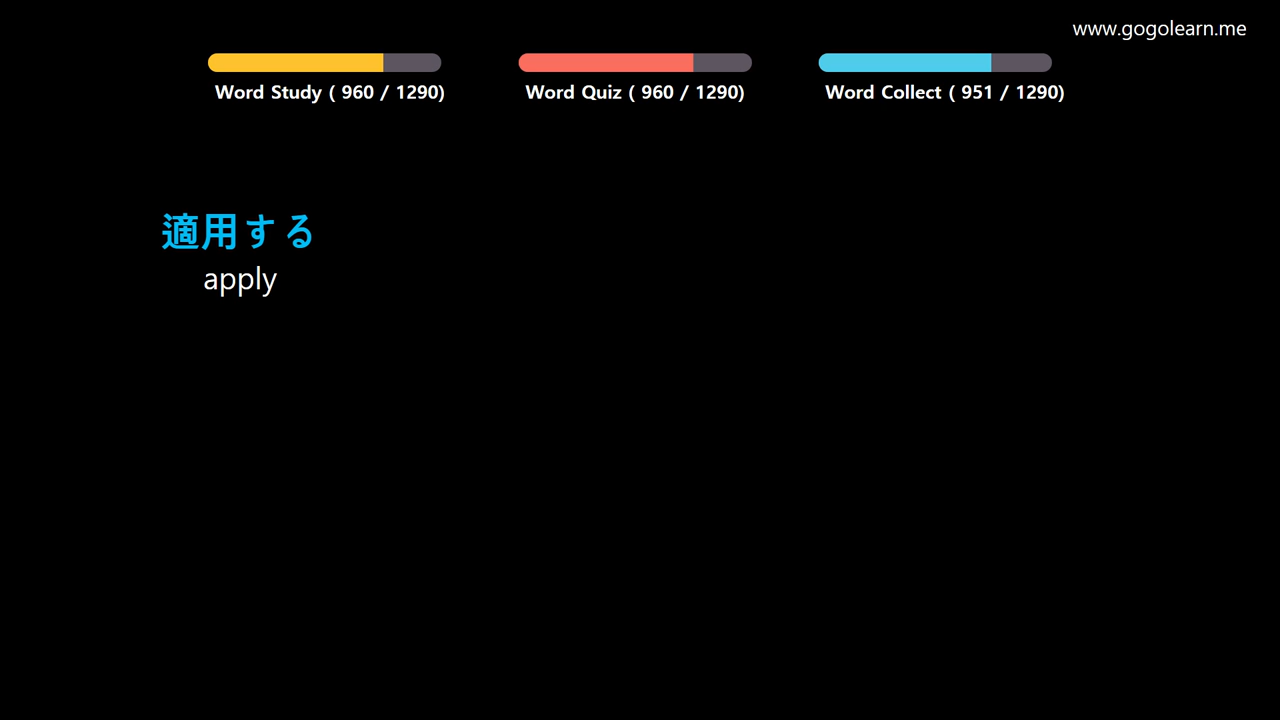 www.gogolearn.me
Word Study ( 960 / 1290)
Word Quiz ( 960 / 1290)
Word Collect ( 951 / 1290)
適用する
apply